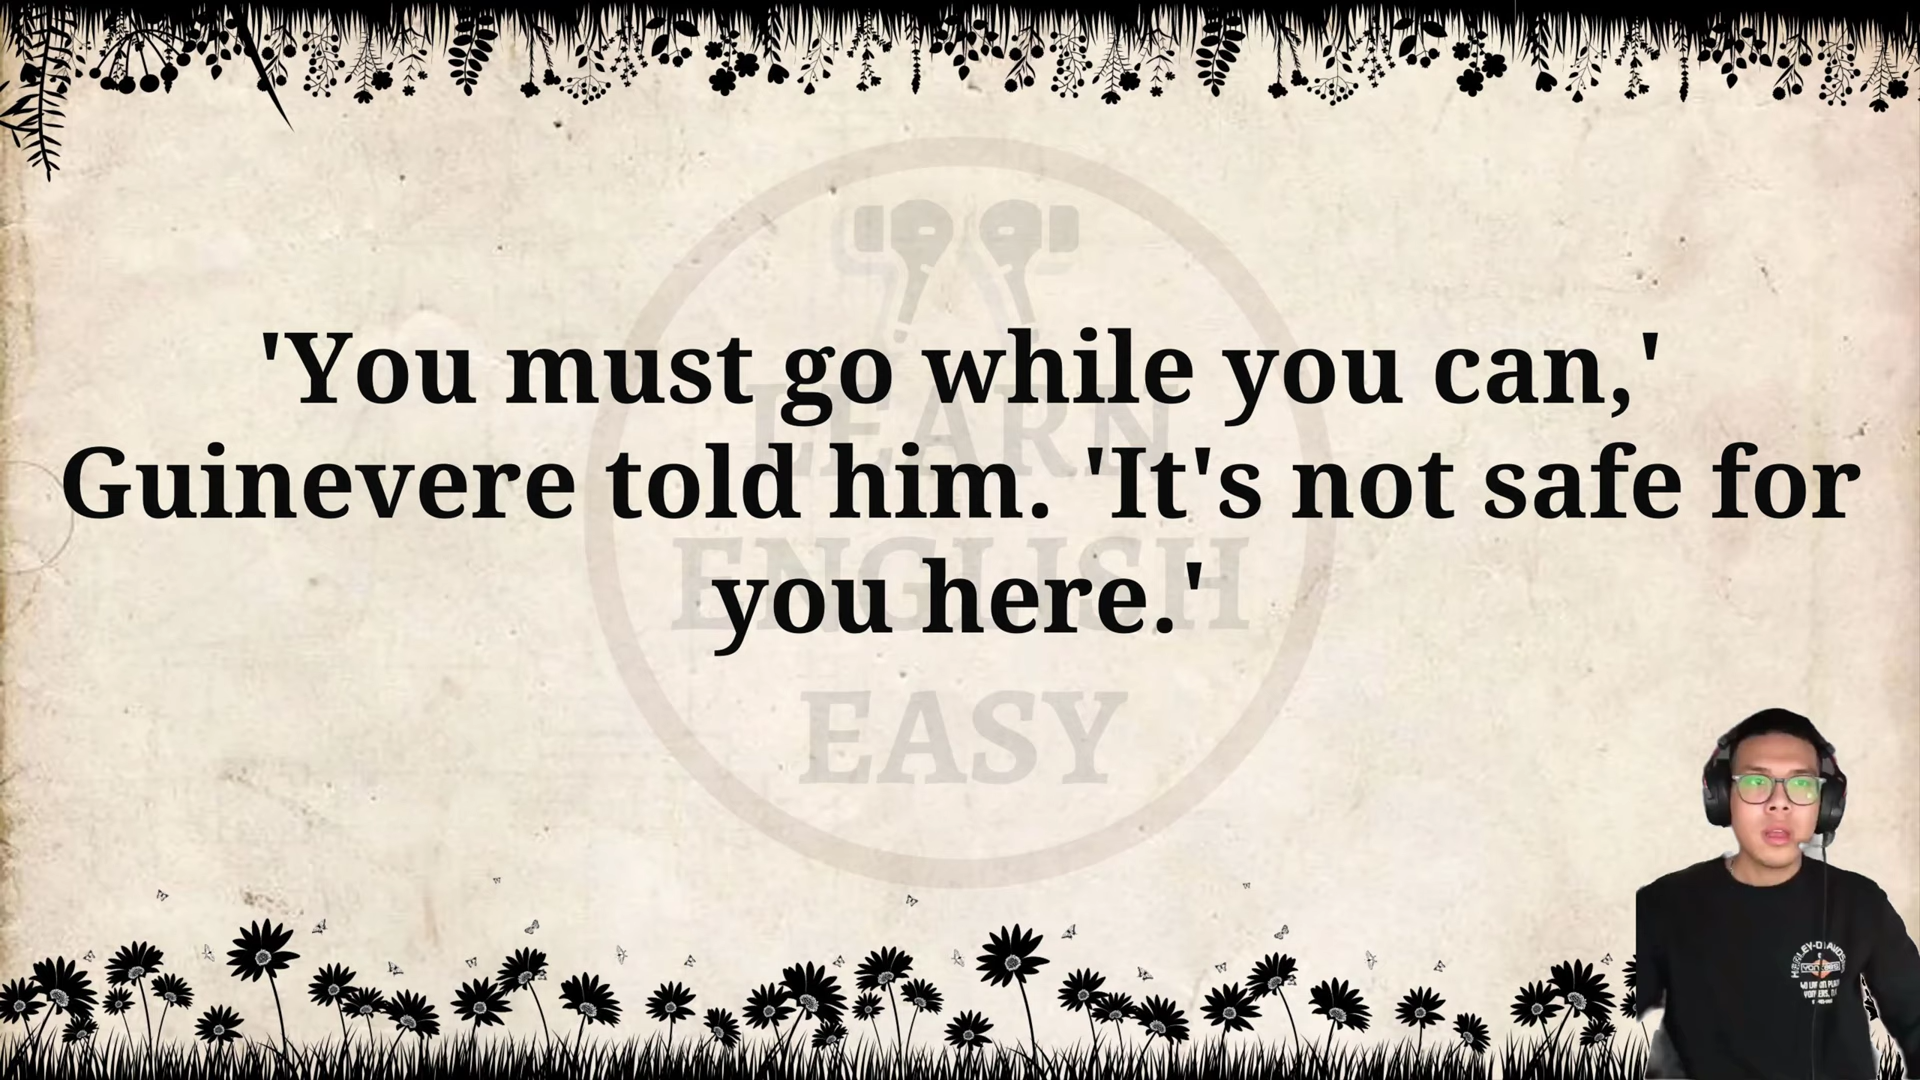 'You must go while you can,'
Guinevere told him. 'It's not safe for
you here.'
LEARN
ENGLISH
EASY